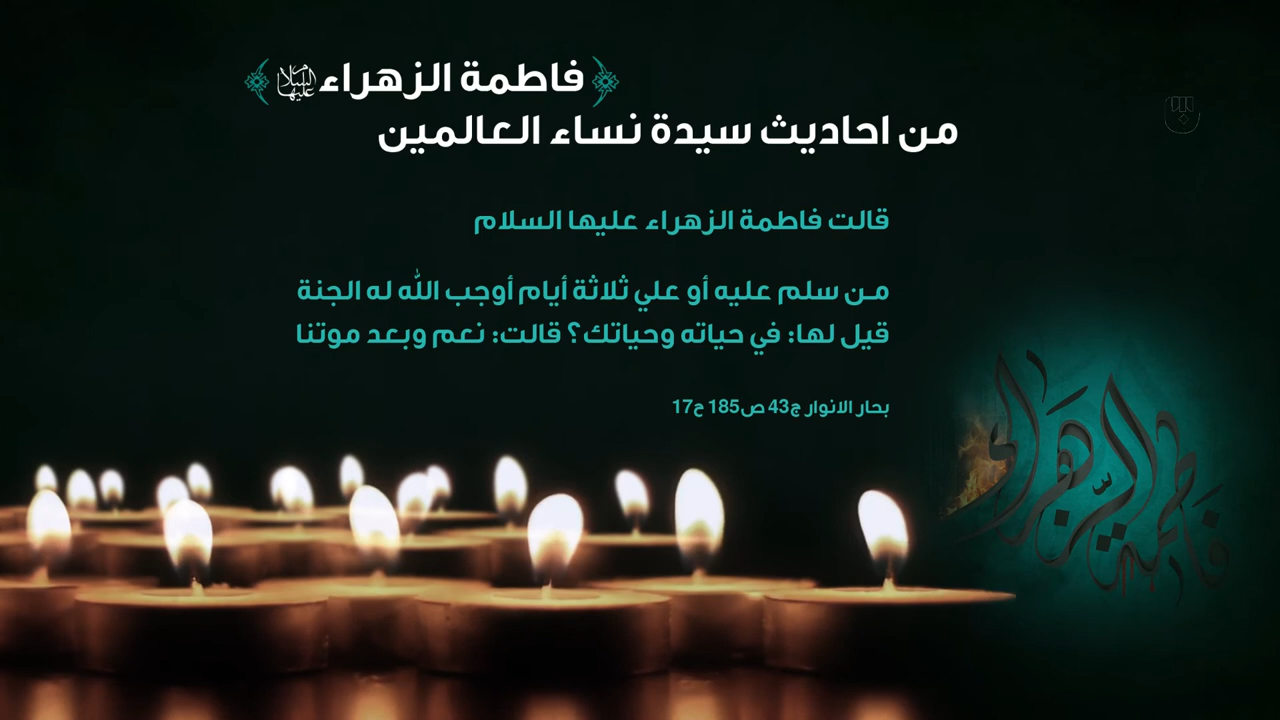 ﴿فاطمة الزهراء عليها السلام﴾
من احاديث سيدة نساء العالمين
قالت فاطمة الزهراء عليها السلام
مـن سلم عليه أو علي ثلاثة أيام أوجب الله له الجنة
قيل لها: في حياته وحياتك؟ قالت: نعم وبعد موتنا
بحار الانوار ج43 ص185 ح17
فاطمة الزهراء